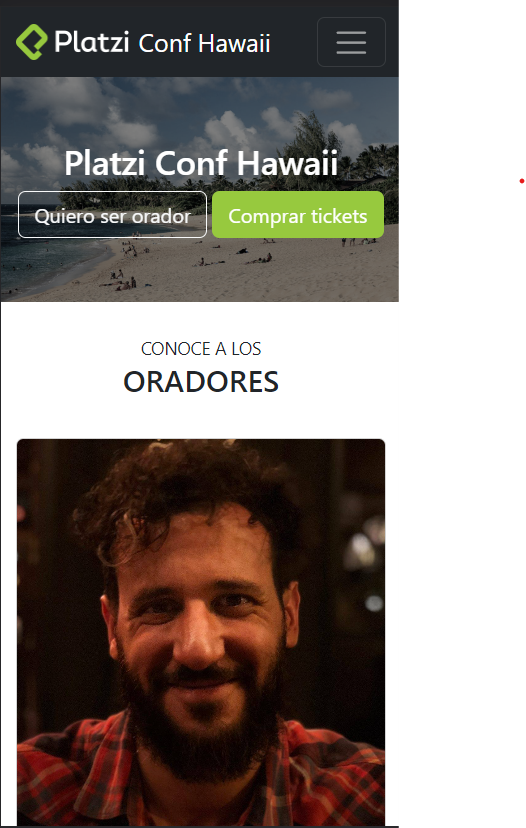 Platzi Conf Hawaii
Platzi Conf Hawaii
Quiero ser orador Comprar tickets
CONOCE A LOS
ORADORES